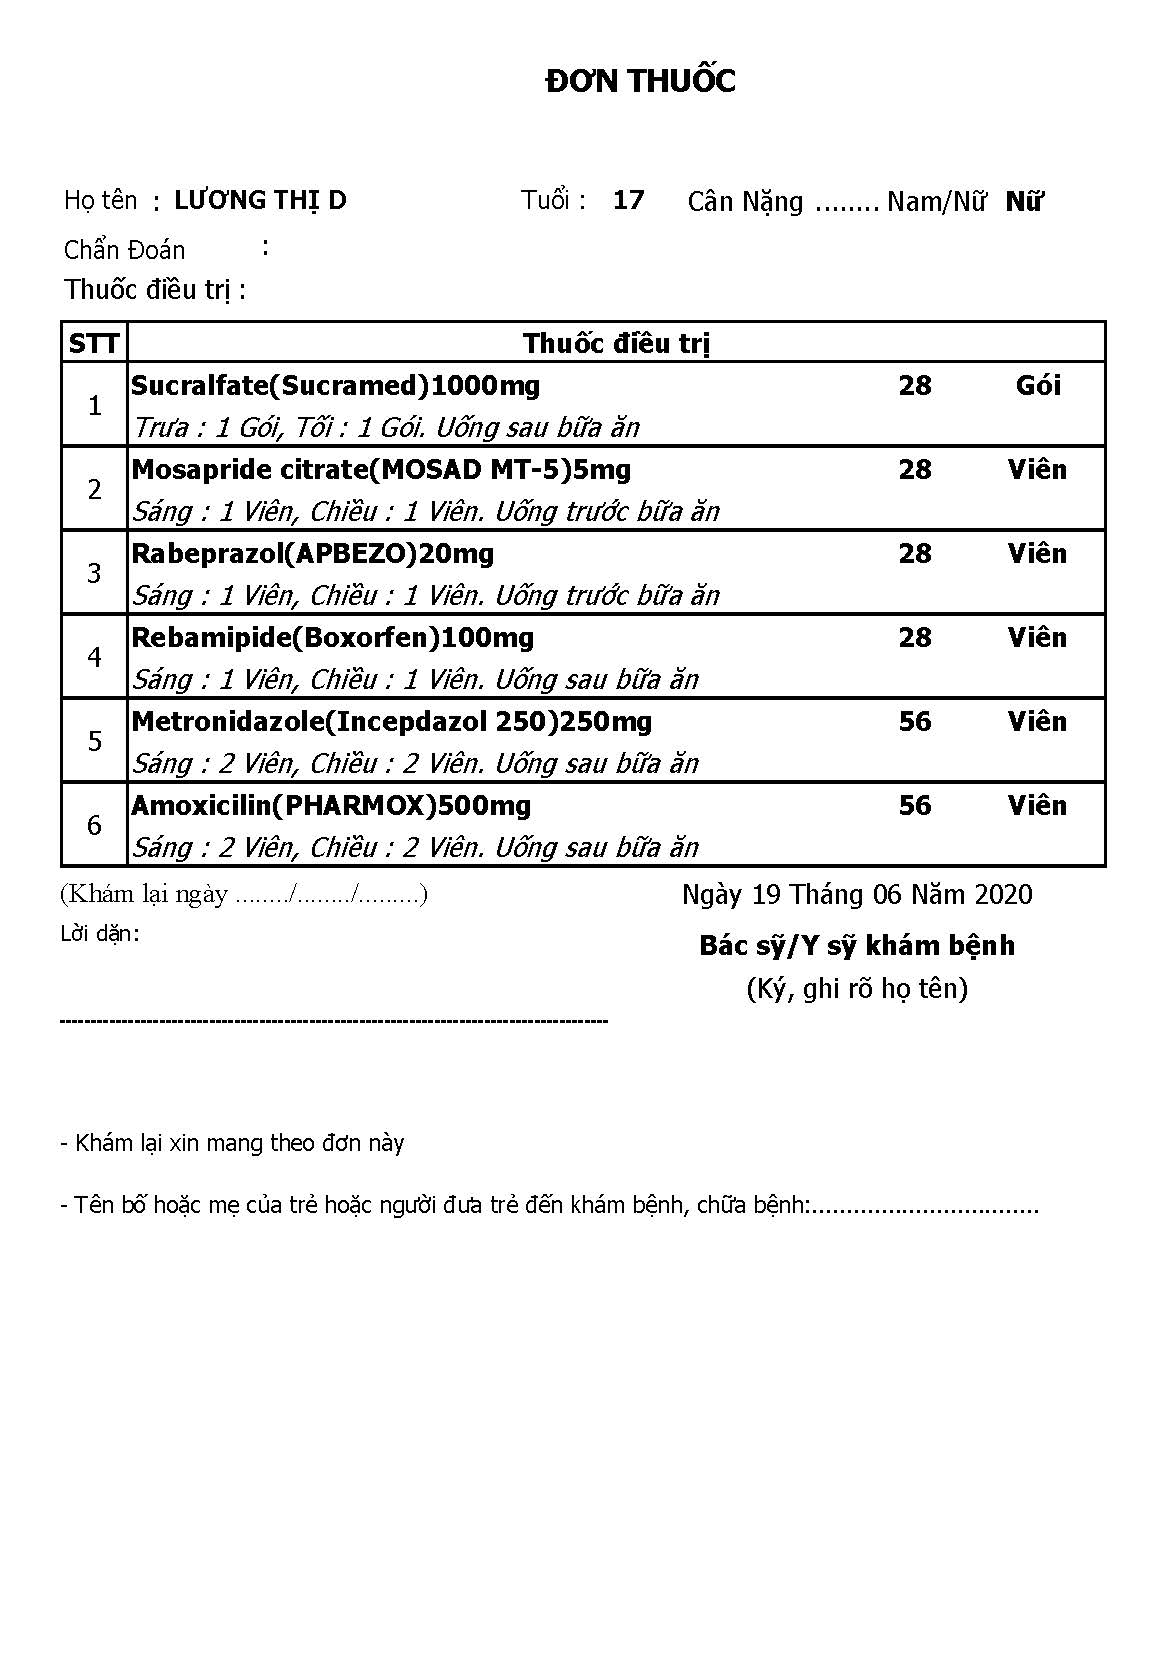 ĐƠN THUỐC
Họ tên : LƯƠNG THỊ D Tuổi : 17 Cân Nặng ........ Nam/Nữ Nữ
Chẩn Đoán :
Thuốc điều trị :
STT Thuốc điều trị
1 Sucralfate(Sucramed)1000mg 28 Gói
Trưa : 1 Gói, Tối : 1 Gói. Uống sau bữa ăn
2 Mosapride citrate(MOSAD MT-5)5mg 28 Viên
Sáng : 1 Viên, Chiều : 1 Viên. Uống trước bữa ăn
3 Rabeprazol(APBEZO)20mg 28 Viên
Sáng : 1 Viên, Chiều : 1 Viên. Uống trước bữa ăn
4 Rebamipide(Boxorfen)100mg 28 Viên
Sáng : 1 Viên, Chiều : 1 Viên. Uống sau bữa ăn
5 Metronidazole(Incepdazol 250)250mg 56 Viên
Sáng : 2 Viên, Chiều : 2 Viên. Uống sau bữa ăn
6 Amoxicilin(PHARMOX)500mg 56 Viên
Sáng : 2 Viên, Chiều : 2 Viên. Uống sau bữa ăn
(Khám lại ngày ......../......../.........) Ngày 19 Tháng 06 Năm 2020
Lời dặn:
Bác sỹ/Y sỹ khám bệnh
(Ký, ghi rõ họ tên)
- Khám lại xin mang theo đơn này
- Tên bố hoặc mẹ của trẻ hoặc người đưa trẻ đến khám bệnh, chữa bệnh:.................................